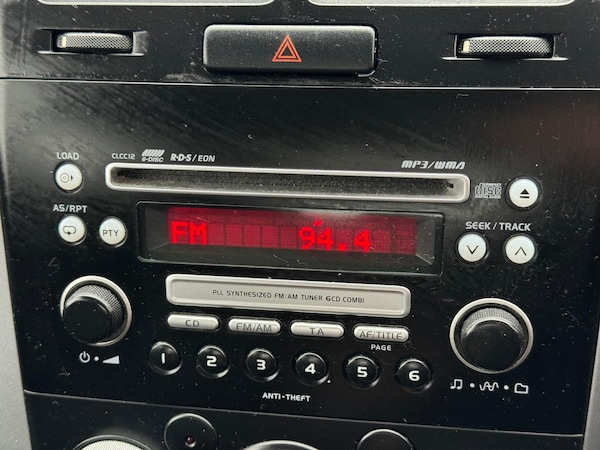 LOAD
CLCC12 6-DISC R·D·S/EON
MP3/WMA
disc
AS/RPT
PTY
FM 94.4
SEEK / TRACK
PLL SYNTHESIZED FM/AM TUNER 6CD COMBI
CD FM/AM TA AF/TITLE
PAGE
1 2 3 4 5 6
ANTI-THEFT